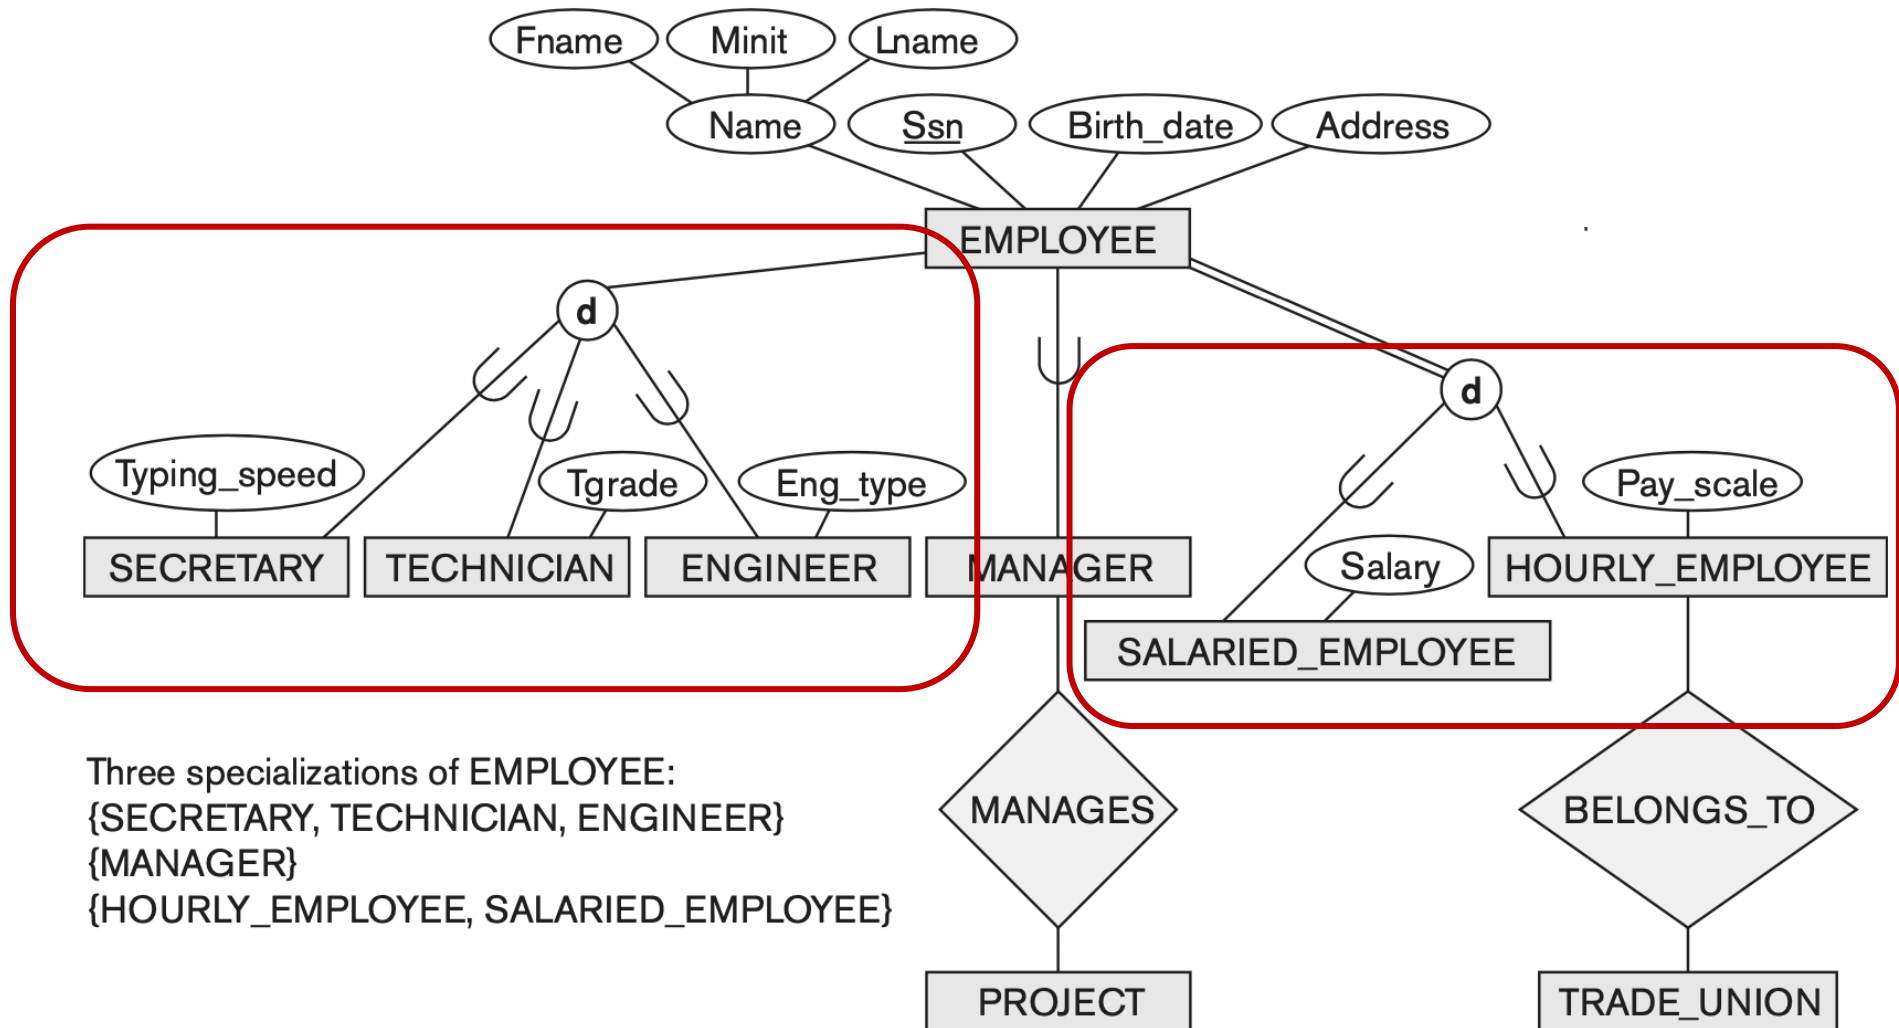 Fname Minit Lname
Name Ssn Birth_date Address
EMPLOYEE
d
d
Typing_speed Tgrade Eng_type Pay_scale
SECRETARY TECHNICIAN ENGINEER MANAGER Salary HOURLY_EMPLOYEE
SALARIED_EMPLOYEE
Three specializations of EMPLOYEE:
{SECRETARY, TECHNICIAN, ENGINEER}
{MANAGER}
{HOURLY_EMPLOYEE, SALARIED_EMPLOYEE}
MANAGES BELONGS_TO
PROJECT TRADE_UNION